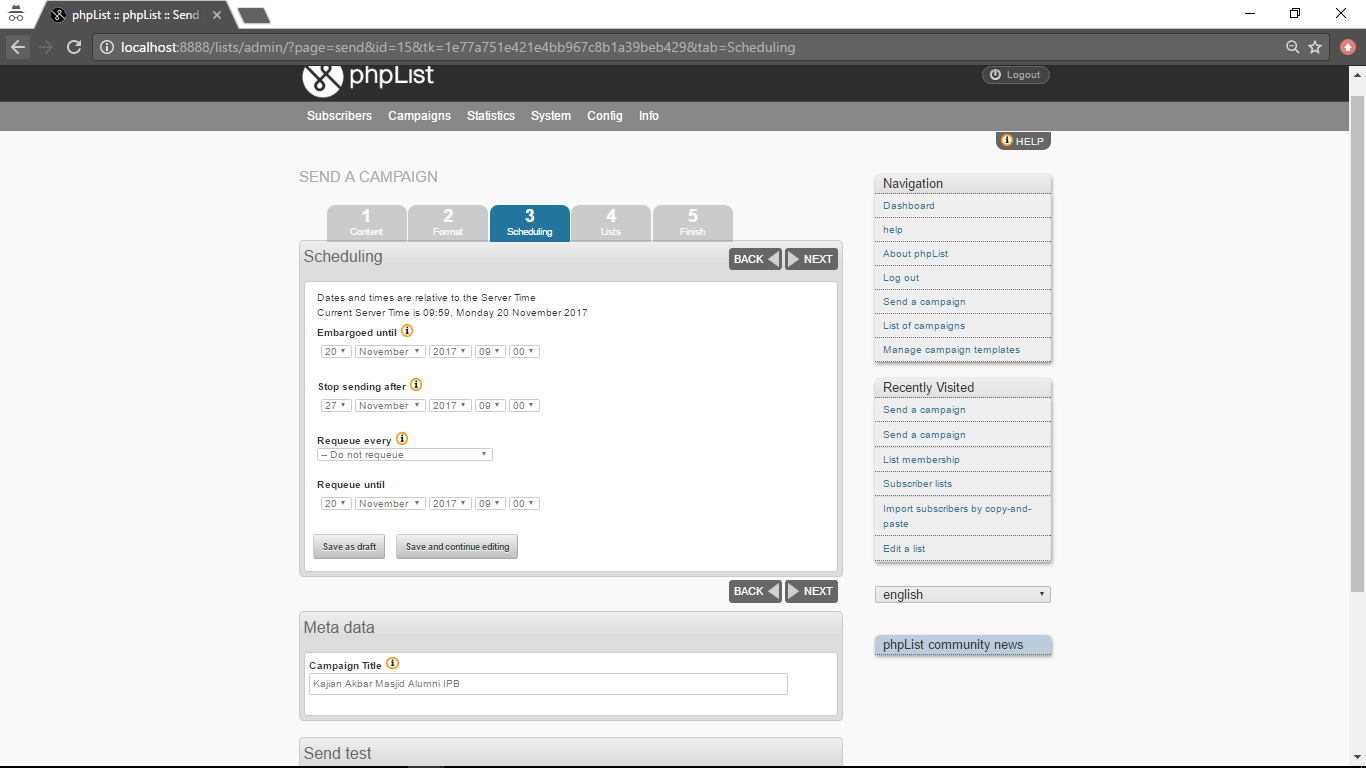 phpList :: phpList :: Send
localhost:8888/lists/admin/?page=send&id=15&tk=1e77a751e421e4bb967c8b1a39beb429&tab=Scheduling
phpList
Logout
Subscribers Campaigns Statistics System Config Info
HELP
SEND A CAMPAIGN
1 Content
2 Format
3 Scheduling
4 Lists
5 Finish
Scheduling
BACK NEXT
Dates and times are relative to the Server Time
Current Server Time is 09:59, Monday 20 November 2017
Embargoed until
20 November 2017 09 00
Stop sending after
27 November 2017 09 00
Requeue every
-- Do not requeue
Requeue until
20 November 2017 09 00
Save as draft Save and continue editing
BACK NEXT
Meta data
Campaign Title
Kajian Akbar Masjid Alumni IPB
Send test
Navigation
Dashboard
help
About phpList
Log out
Send a campaign
List of campaigns
Manage campaign templates
Recently Visited
Send a campaign
Send a campaign
List membership
Subscriber lists
Import subscribers by copy-and-
paste
Edit a list
english
phpList community news